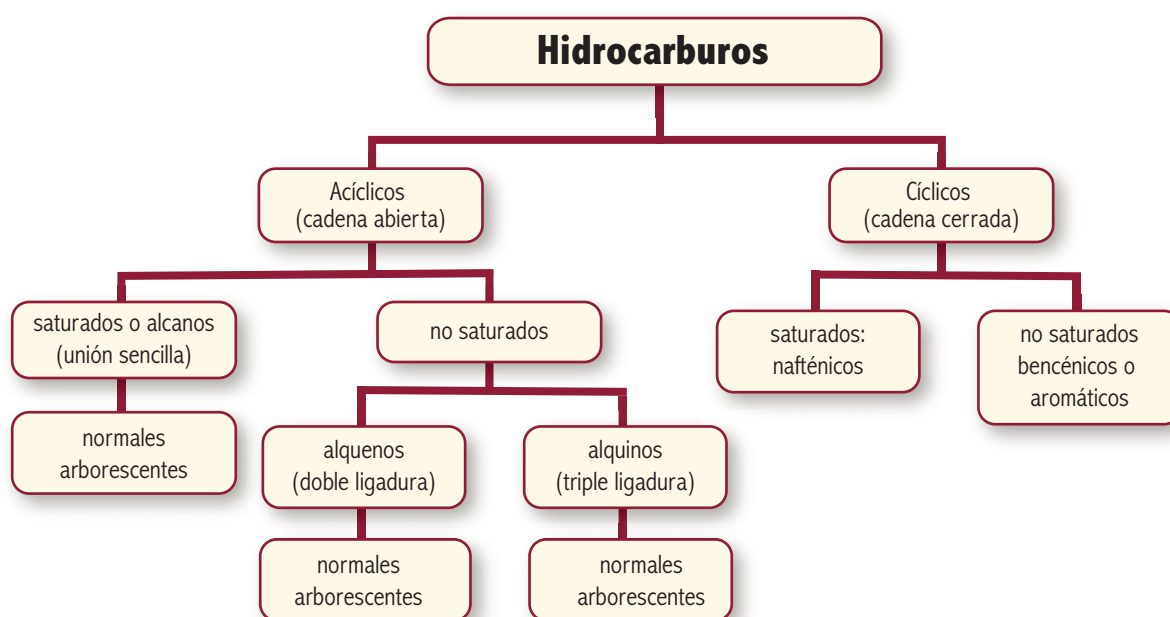 Hidrocarburos
Acíclicos
(cadena abierta)
Cíclicos
(cadena cerrada)
saturados o alcanos
(unión sencilla)
no saturados
saturados:
nafténicos
no saturados
bencénicos o
aromáticos
normales
arborescentes
alquenos
(doble ligadura)
alquinos
(triple ligadura)
normales
arborescentes
normales
arborescentes